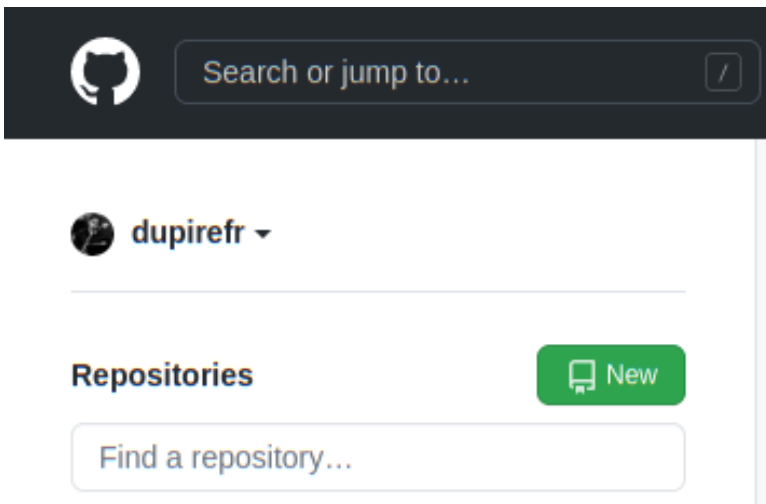 Search or jump to… /
dupirefr
Repositories New
Find a repository…